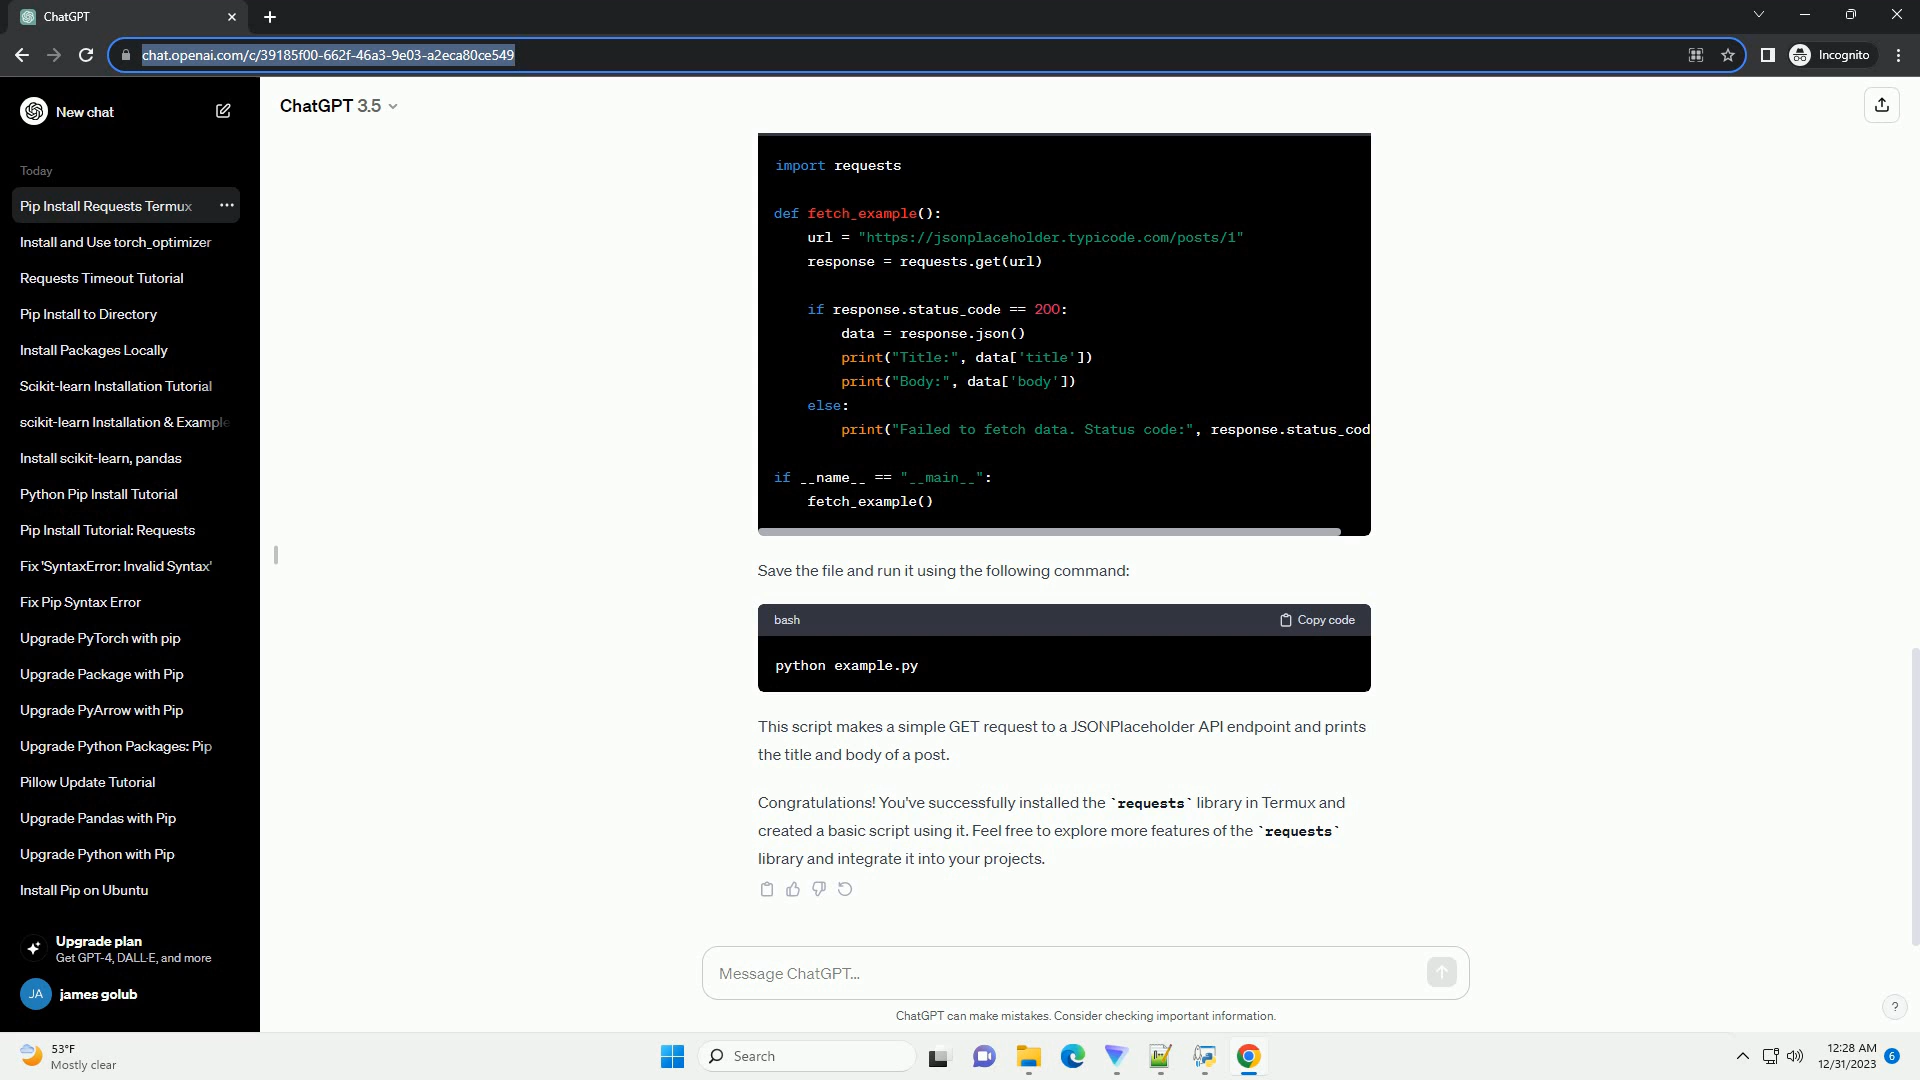 ChatGPT
chat.openai.com/c/39185f00-662f-46a3-9e03-a2eca80ce549
Incognito
New chat
ChatGPT 3.5
Today
Pip Install Requests Termux
Install and Use torch_optimizer
Requests Timeout Tutorial
Pip Install to Directory
Install Packages Locally
Scikit-learn Installation Tutorial
scikit-learn Installation & Example
Install scikit-learn, pandas
Python Pip Install Tutorial
Pip Install Tutorial: Requests
Fix 'SyntaxError: Invalid Syntax'
Fix Pip Syntax Error
Upgrade PyTorch with pip
Upgrade Package with Pip
Upgrade PyArrow with Pip
Upgrade Python Packages: Pip
Pillow Update Tutorial
Upgrade Pandas with Pip
Upgrade Python with Pip
Install Pip on Ubuntu
Upgrade plan
Get GPT-4, DALL·E, and more
JA
james golub
import requests
def fetch_example():
url = "https://jsonplaceholder.typicode.com/posts/1"
response = requests.get(url)
if response.status_code == 200:
data = response.json()
print("Title:", data['title'])
print("Body:", data['body'])
else:
print("Failed to fetch data. Status code:", response.status_cod
if __name__ == "__main__":
fetch_example()
Save the file and run it using the following command:
bash
Copy code
python example.py
This script makes a simple GET request to a JSONPlaceholder API endpoint and prints
the title and body of a post.
Congratulations! You've successfully installed the `requests` library in Termux and
created a basic script using it. Feel free to explore more features of the `requests`
library and integrate it into your projects.
Message ChatGPT...
ChatGPT can make mistakes. Consider checking important information.
?
53°F
Mostly clear
Search
12:28 AM
12/31/2023
6